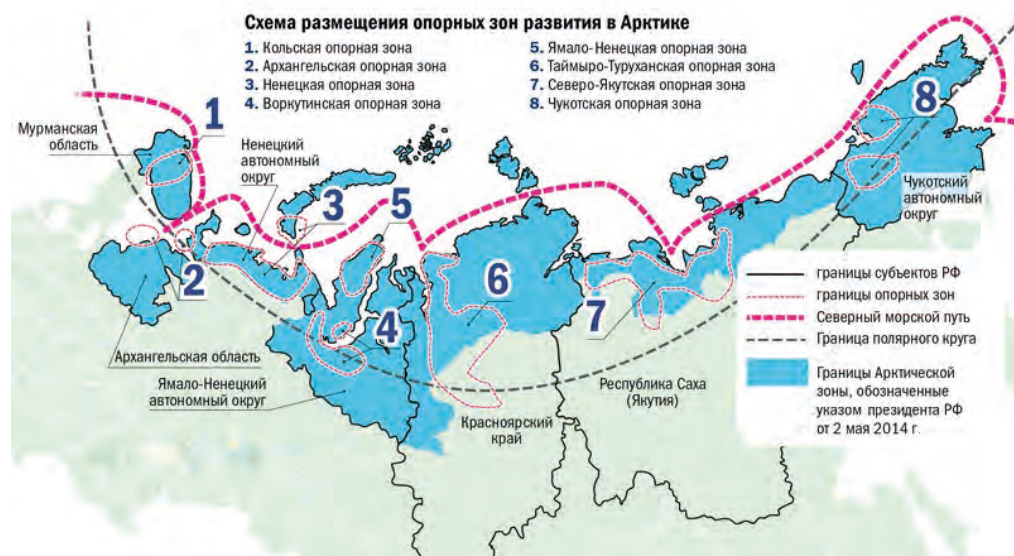 Схема размещения опорных зон развития в Арктике
1. Кольская опорная зона
2. Архангельская опорная зона
3. Ненецкая опорная зона
4. Воркутинская опорная зона
5. Ямало-Ненецкая опорная зона
6. Таймыро-Туруханская опорная зона
7. Северо-Якутская опорная зона
8. Чукотская опорная зона
1
Мурманская
область
Ненецкий
автономный
округ
3
5
8
Чукотский
автономный
округ
2
4
6
7
Архангельская область
Ямало-Ненецкий
автономный округ
Красноярский
край
Республика Саха
(Якутия)
границы субъектов РФ
границы опорных зон
Северный морской путь
Граница полярного круга
Границы Арктической
зоны, обозначенные
указом президента РФ
от 2 мая 2014 г.